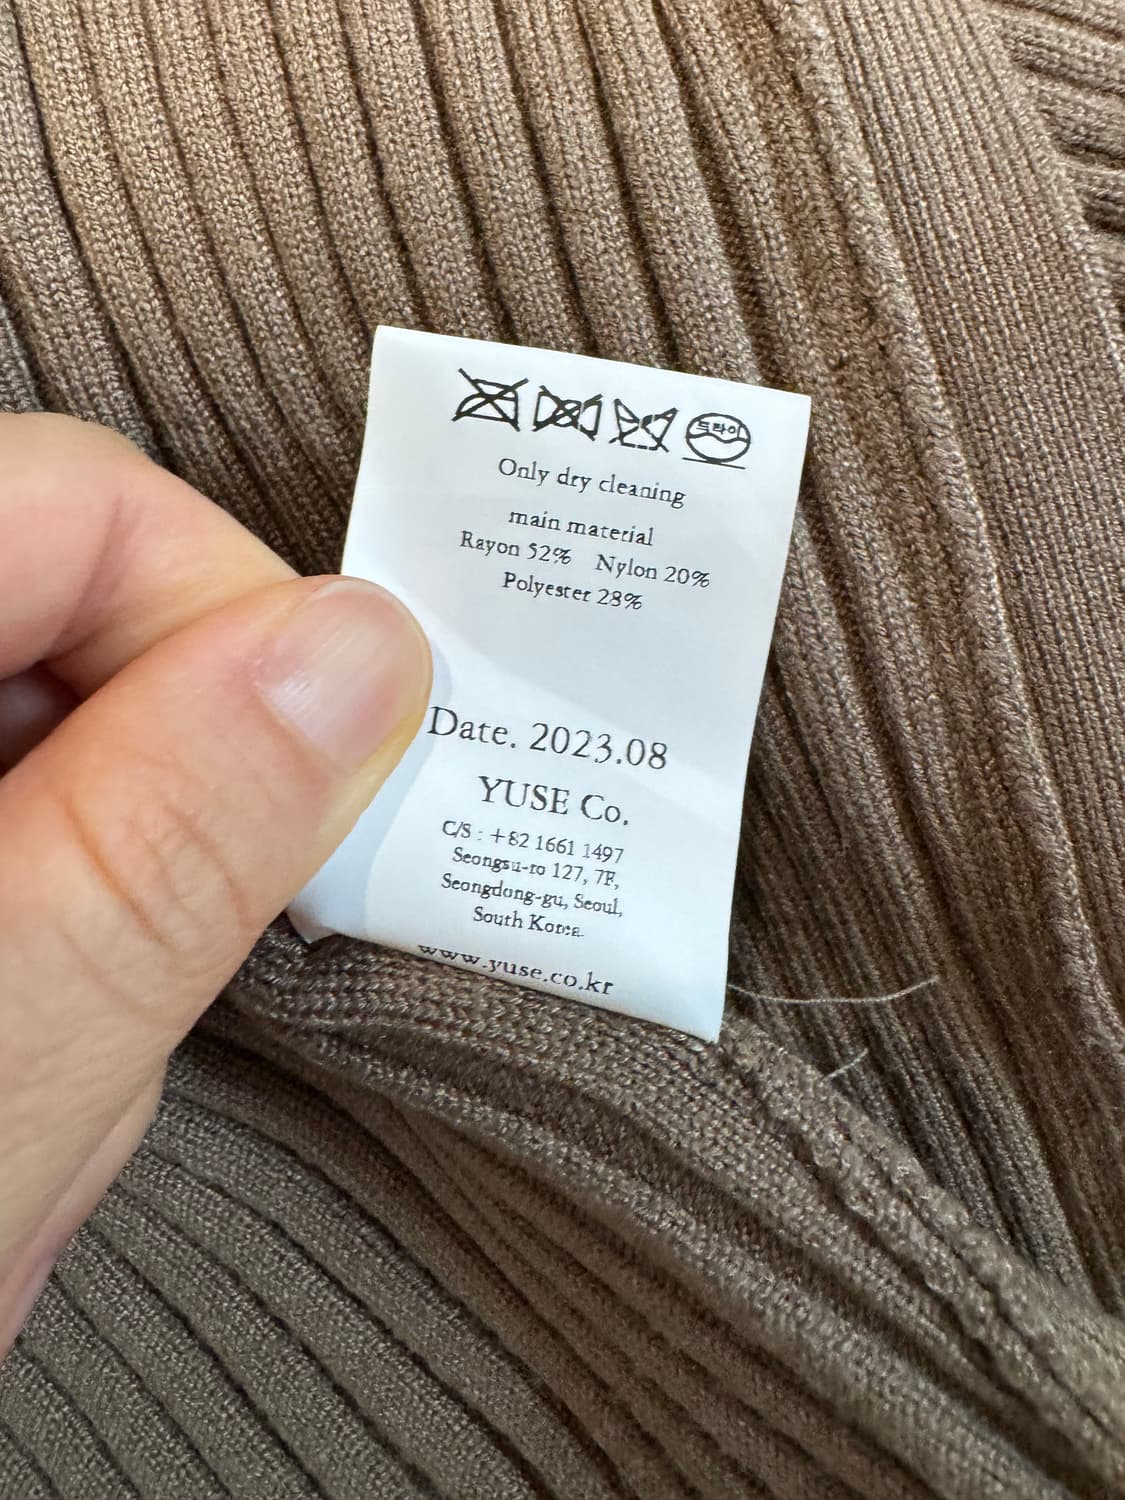 드라이
Only dry cleaning
main material
Rayon 52% Nylon 20%
Polyester 28%
Date. 2023.08
YUSE Co.
C/S : +82 1661 1497
Seongsu-ro 127, 7F,
Seongdong-gu, Seoul,
South Korea
www.yuse.co.kr